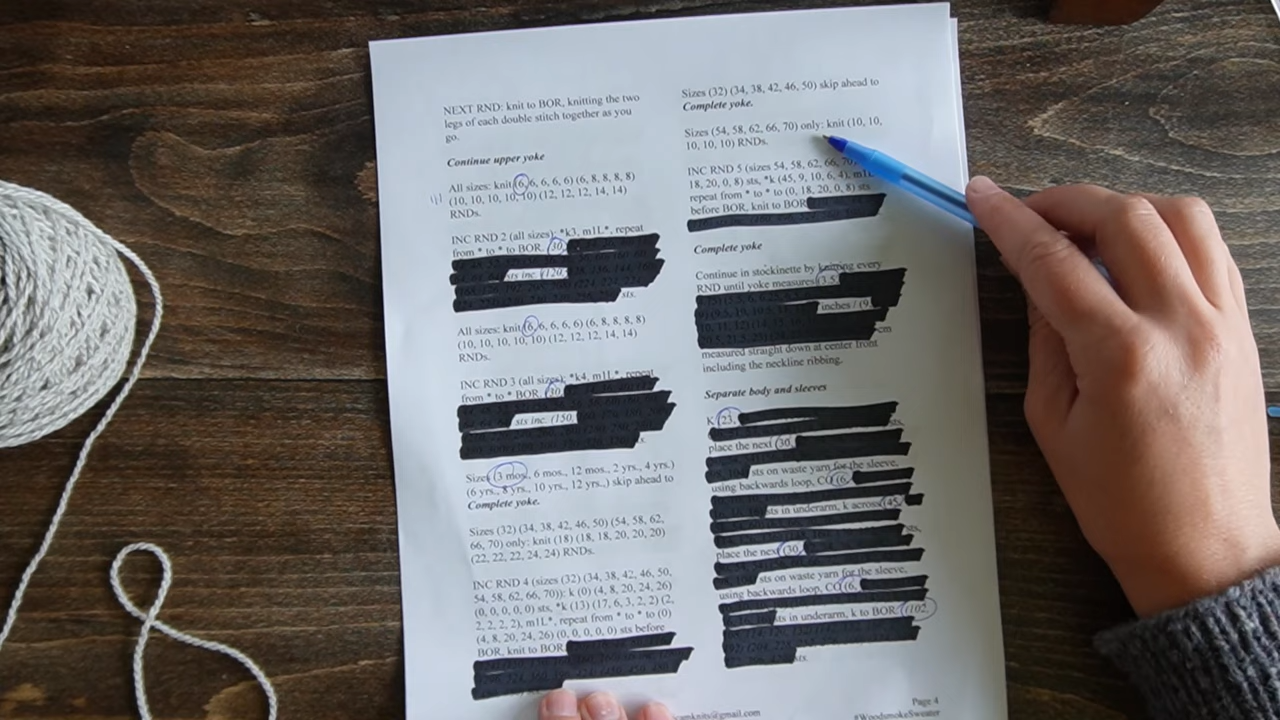 NEXT RND: knit to BOR, knitting the two
legs of each double stitch together as you
go.
Continue upper yoke
All sizes: knit (6, 6, 6, 6, 6) (6, 8, 8, 8, 8)
(10, 10, 10, 10, 10) (12, 12, 12, 14, 14)
RNDS.
INC RND 2 (all sizes): *k3, m1L*, repeat
from * to * to BOR. (30,
sts inc. (120,
sts.
All sizes: knit (6, 6, 6, 6, 6) (6, 8, 8, 8, 8)
(10, 10, 10, 10, 10) (12, 12, 12, 14, 14)
RNDS.
INC RND 3 (all sizes): *k4, m1L*, repeat
from * to * to BOR. (30,
sts inc. (150,
Sizes (3 mos., 6 mos., 12 mos., 2 yrs., 4 yrs.)
(6 yrs., 8 yrs., 10 yrs., 12 yrs.,) skip ahead to
Complete yoke.
Sizes (32) (34, 38, 42, 46, 50) (54, 58, 62,
66, 70) only: knit (18) (18, 18, 20, 20, 20)
(22, 22, 22, 24, 24) RNDS.
INC RND 4 (sizes (32) (34, 38, 42, 46, 50,
54, 58, 62, 66, 70)): k (0) (4, 8, 20, 24, 26)
(0, 0, 0, 0, 0) sts, *k (13) (17, 6, 3, 2, 2) (2,
2, 2, 2, 2), m1L*, repeat from * to * to (0)
(4, 8, 20, 24, 26) (0, 0, 0, 0, 0) sts before
BOR, knit to BOR.
Sizes (32) (34, 38, 42, 46, 50) skip ahead to
Complete yoke.
Sizes (54, 58, 62, 66, 70) only: knit (10, 10,
10, 10, 10) RNDs.
INC RND 5 (sizes 54, 58, 62, 66, 70
18, 20, 0, 8) sts, *k (45, 9, 10, 6, 4), m1L
repeat from * to * to (0, 18, 20, 0, 8) sts
before BOR, knit to BOR
Complete yoke
Continue in stockinette by knitting every
RND until yoke measures (3.5,
inches / (9
cm
measured straight down at center front
including the neckline ribbing.
Separate body and sleeves
K (23,
sts,
place the next (30,
sts on waste yarn for the sleeve,
using backwards loop, CO (6,
sts in underarm, k across (45,
sts,
place the next (30,
sts on waste yarn for the sleeve,
using backwards loop, CO (6,
sts in underarm, k to BOR. (102,
sts.
Page 4
camknits@gmail.com
#WoodsmokeSweater